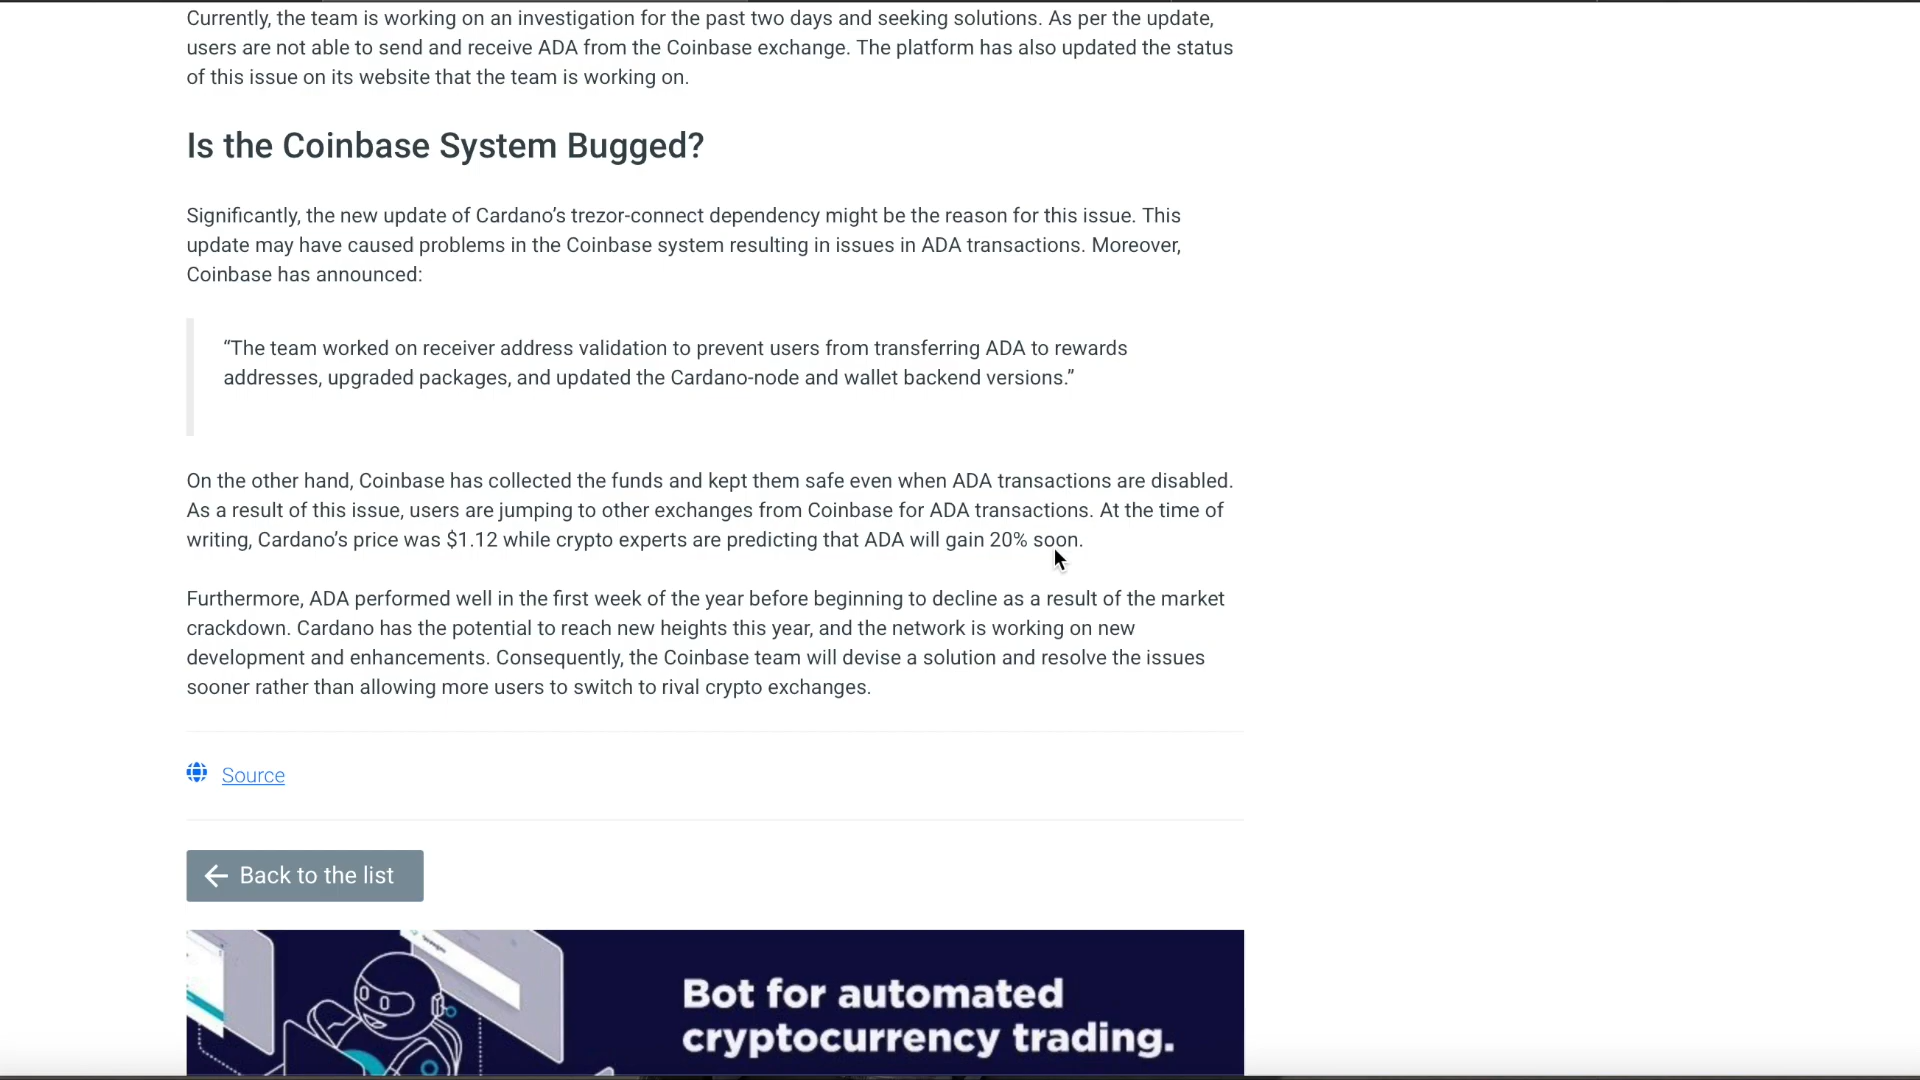 Currently, the team is working on an investigation for the past two days and seeking solutions. As per the update,
users are not able to send and receive ADA from the Coinbase exchange. The platform has also updated the status
of this issue on its website that the team is working on.
Is the Coinbase System Bugged?
Significantly, the new update of Cardano’s trezor-connect dependency might be the reason for this issue. This
update may have caused problems in the Coinbase system resulting in issues in ADA transactions. Moreover,
Coinbase has announced:
“The team worked on receiver address validation to prevent users from transferring ADA to rewards
addresses, upgraded packages, and updated the Cardano-node and wallet backend versions.”
On the other hand, Coinbase has collected the funds and kept them safe even when ADA transactions are disabled.
As a result of this issue, users are jumping to other exchanges from Coinbase for ADA transactions. At the time of
writing, Cardano’s price was $1.12 while crypto experts are predicting that ADA will gain 20% soon.
Furthermore, ADA performed well in the first week of the year before beginning to decline as a result of the market
crackdown. Cardano has the potential to reach new heights this year, and the network is working on new
development and enhancements. Consequently, the Coinbase team will devise a solution and resolve the issues
sooner rather than allowing more users to switch to rival crypto exchanges.
Source
Back to the list
Bot for automated
cryptocurrency trading.